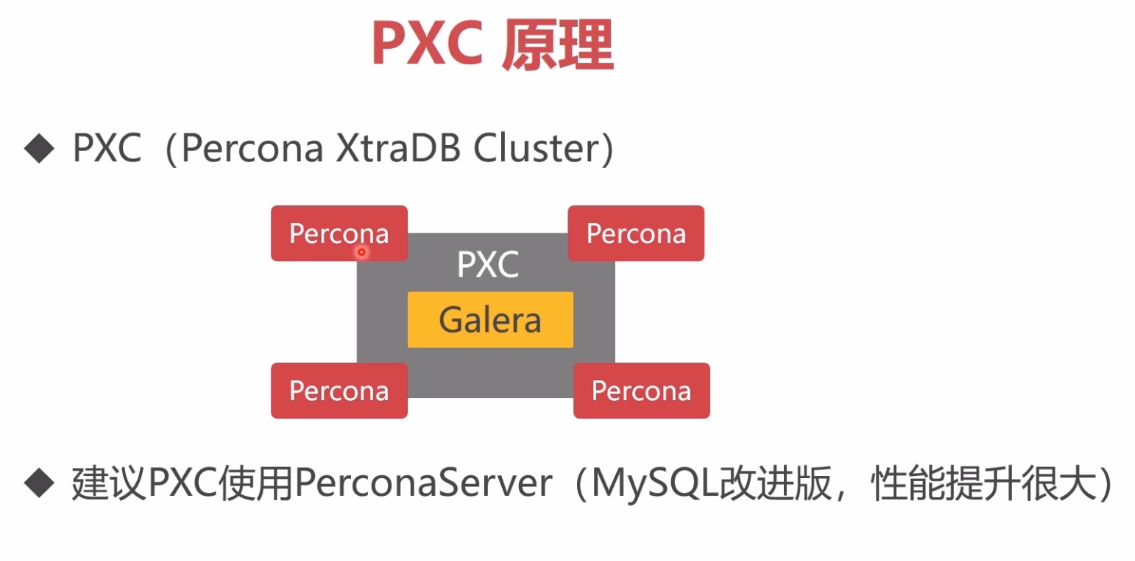 PXC 原理
◆ PXC（Percona XtraDB Cluster）
Percona
Percona
PXC
Galera
Percona
Percona
◆ 建议PXC使用PerconaServer（MySQL改进版，性能提升很大）